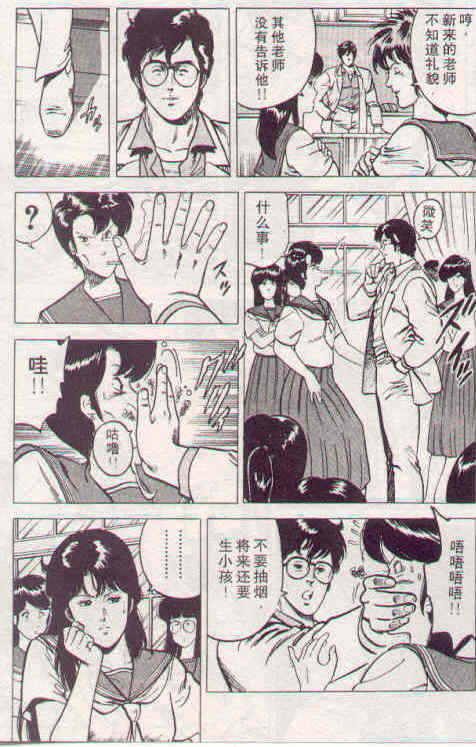 哼，
新来的老师
不知道礼貌．
其他老师
没有告诉他!!
微笑
什么事！
？
スッ
哇!!
咕噜!!
唔唔唔唔!!
不要抽烟，
将来还要
生小孩！
…………